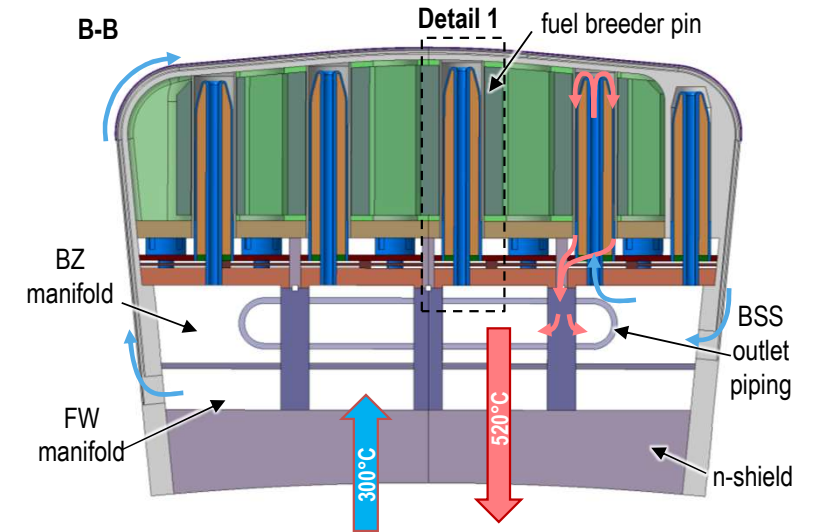 B-B
Detail 1
fuel breeder pin
BZ
manifold
BSS
outlet
piping
FW
manifold
300°C
520°C
n-shield